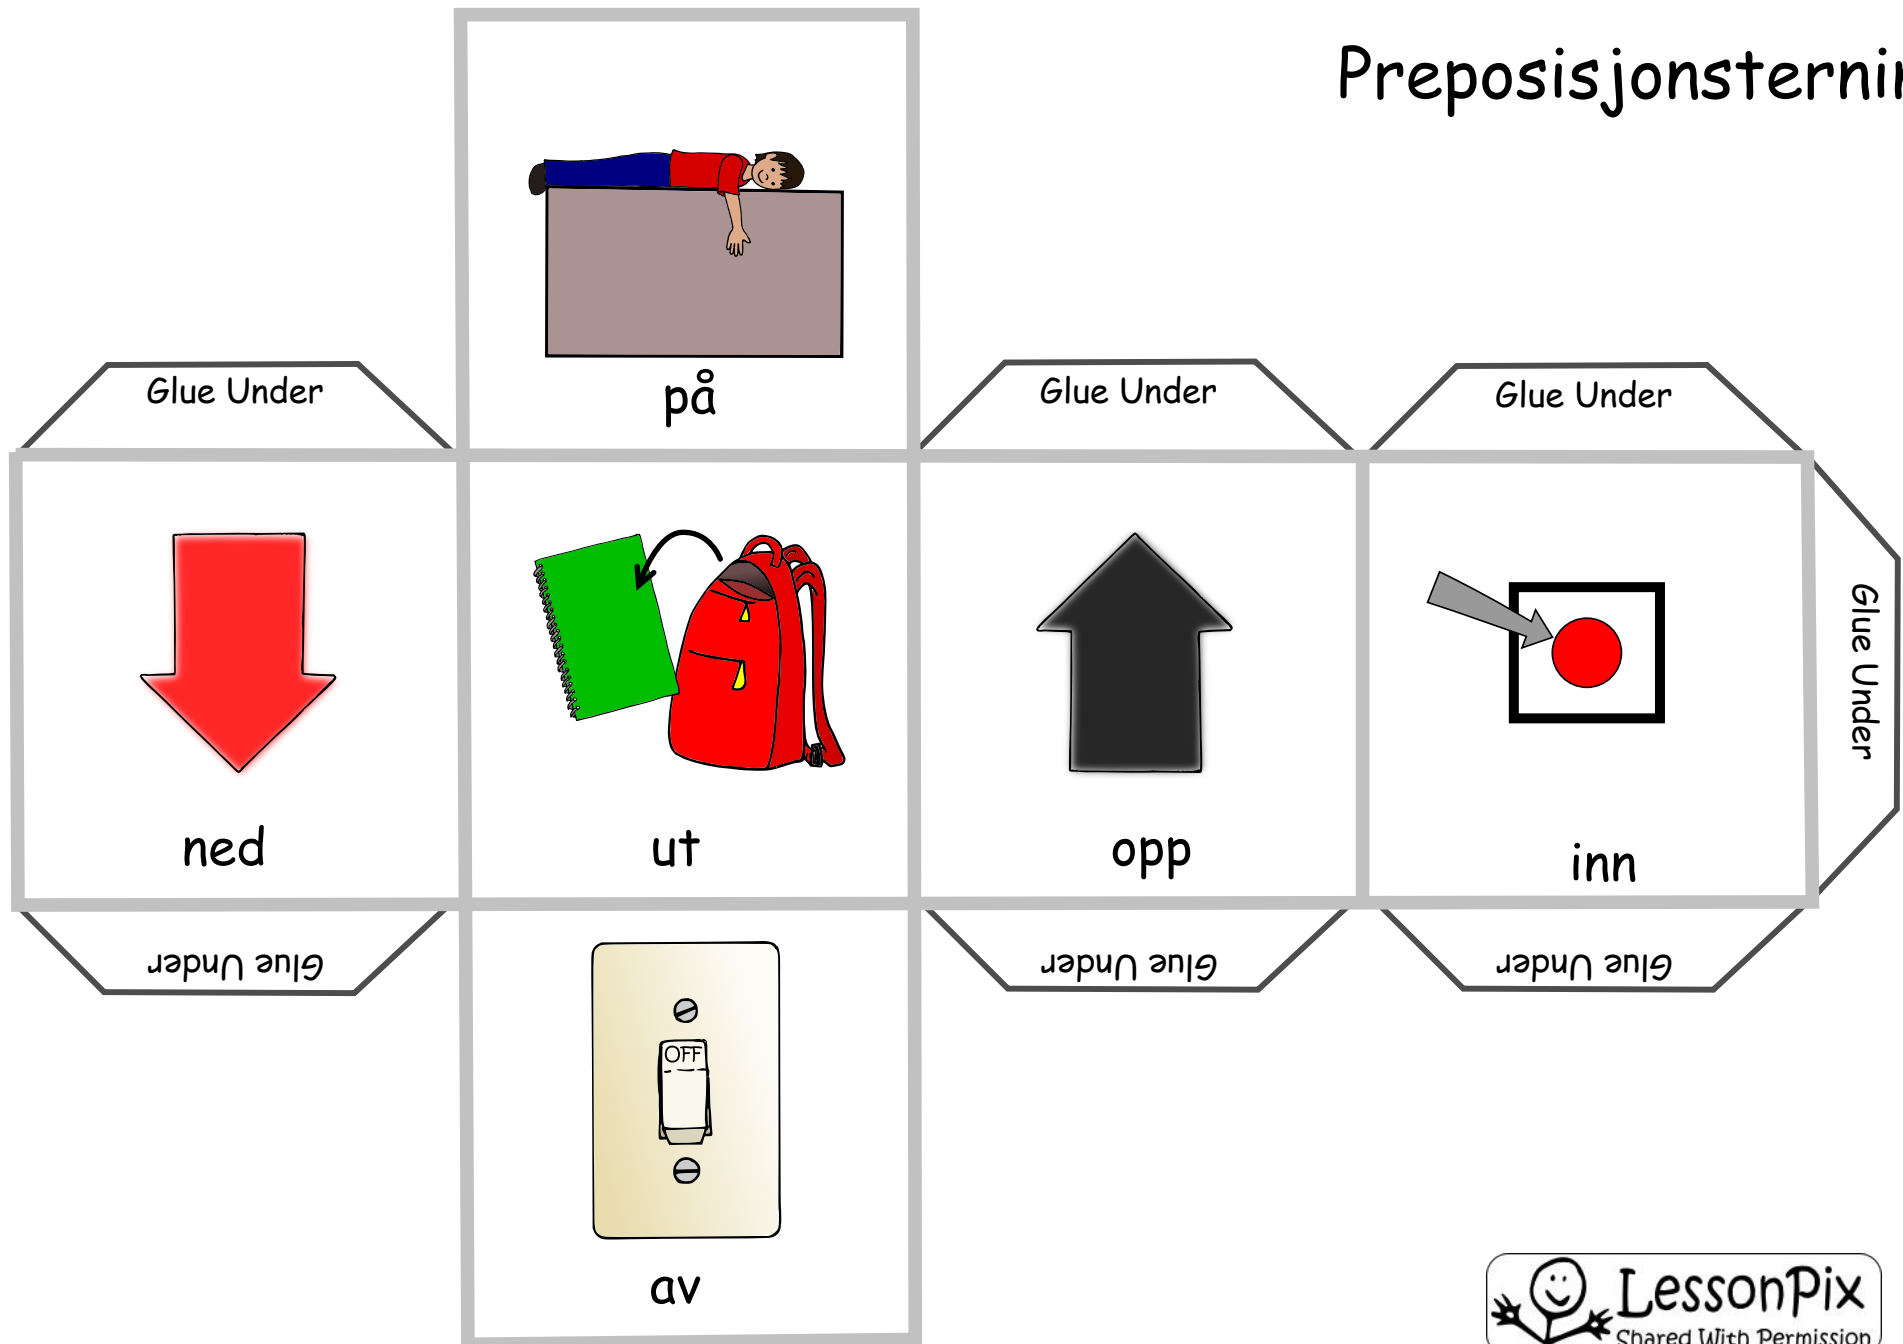 Preposisjonsternin
på
Glue Under
Glue Under
Glue Under
ned
ut
opp
inn
Glue Under
Glue Under
Glue Under
Glue Under
OFF
av
LessonPix
Shared With Permission